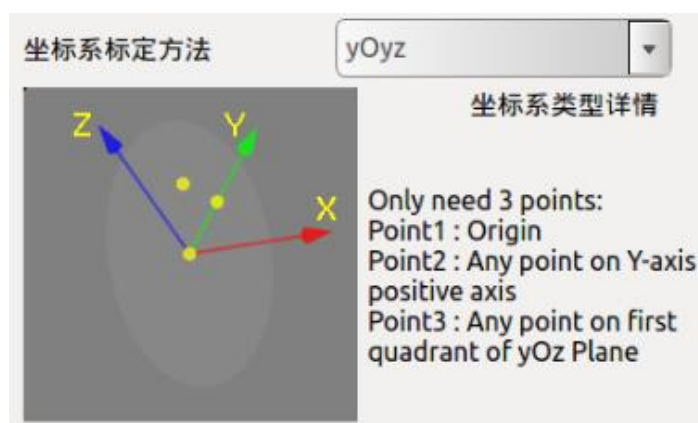 坐标系标定方法
yOyz
坐标系类型详情
Z
Y
X
Only need 3 points:
Point1 : Origin
Point2 : Any point on Y-axis
positive axis
Point3 : Any point on first
quadrant of yOz Plane